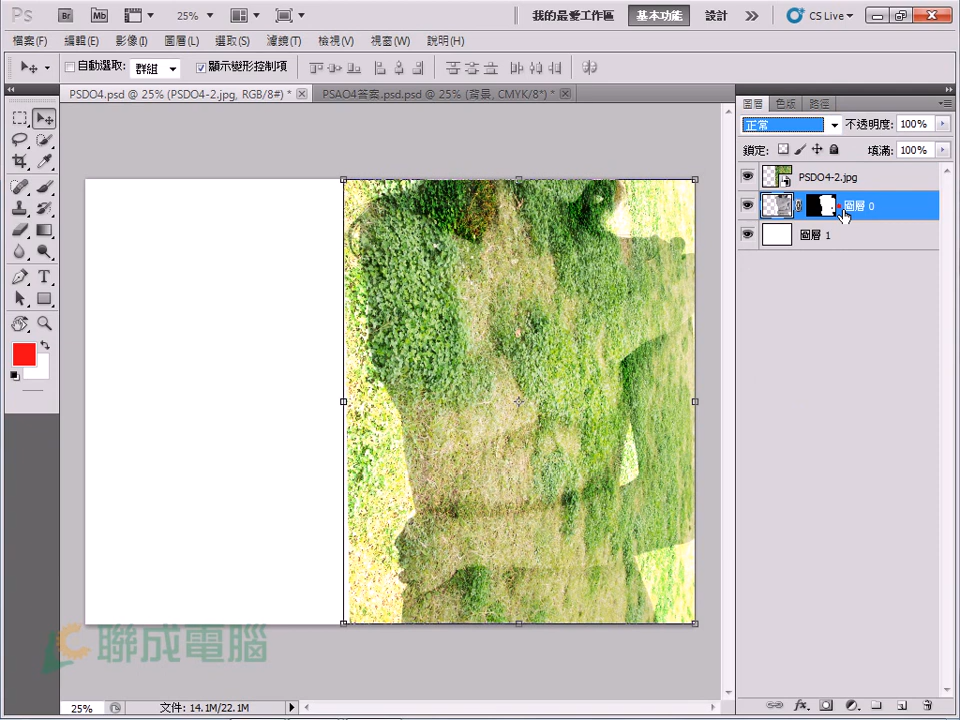 Ps Br Mb 25% 我的最愛工作區 基本功能 設計 CS Live
檔案(F) 編輯(E) 影像(I) 圖層(L) 選取(S) 濾鏡(T) 檢視(V) 視窗(W) 說明(H)
自動選取: 群組 顯示變形控制項
PSDO4.psd @ 25% (PSDO4-2.jpg, RGB/8#) * PSAO4答案.psd.psd @ 25% (背景, CMYK/8*) *
圖層 色版 路徑
正常 不透明度: 100%
鎖定: 填滿: 100%
PSDO4-2.jpg
圖層 0
圖層 1
T
聯成電腦
25% 文件: 14.1M/22.1M
fx